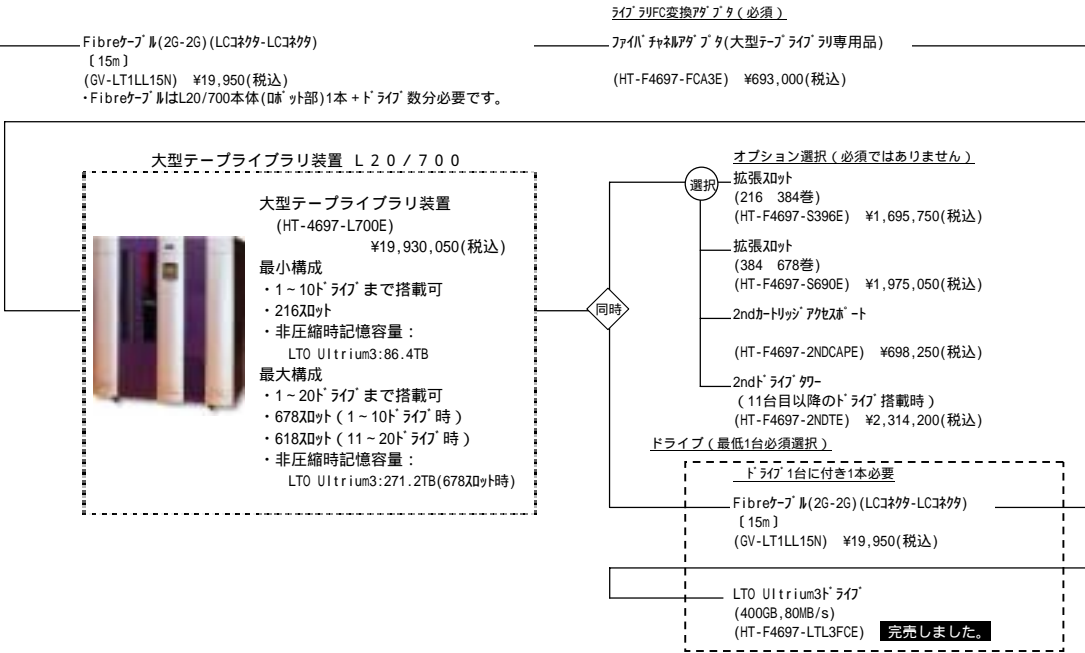 ﾗｲﾌﾞﾗﾘFC変換ｱﾀﾞﾌﾟﾀ(必須)
Fibreｹｰﾌﾞﾙ(2G-2G)(LCｺﾈｸﾀ-LCｺﾈｸﾀ)
〔15m〕
(GV-LT1LL15N) ¥19,950(税込)
・FibreｹｰﾌﾞﾙはL20/700本体(ﾛﾎﾞｯﾄ部)1本+ﾄﾞﾗｲﾌﾞ数分必要です。
ﾌｧｲﾊﾞﾁｬﾈﾙｱﾀﾞﾌﾟﾀ(大型ﾃｰﾌﾟﾗｲﾌﾞﾗﾘ専用品)
(HT-F4697-FCA3E) ¥693,000(税込)
大型テープライブラリ装置 L20/700
大型テープライブラリ装置
(HT-4697-L700E)
¥19,930,050(税込)
最小構成
・1~10ﾄﾞﾗｲﾌﾞまで搭載可
・216ｽﾛｯﾄ
・非圧縮時記憶容量：
LTO Ultrium3:86.4TB
最大構成
・1~20ﾄﾞﾗｲﾌﾞまで搭載可
・678ｽﾛｯﾄ(1~10ﾄﾞﾗｲﾌﾞ時)
・618ｽﾛｯﾄ(11~20ﾄﾞﾗｲﾌﾞ時)
・非圧縮時記憶容量：
LTO Ultrium3:271.2TB(678ｽﾛｯﾄ時)
同時
オプション選択(必須ではありません)
選択
拡張ｽﾛｯﾄ
(216 384巻)
(HT-F4697-S396E) ¥1,695,750(税込)
拡張ｽﾛｯﾄ
(384 678巻)
(HT-F4697-S690E) ¥1,975,050(税込)
2ndｶｰﾄﾘｯｼﾞｱｸｾｽﾎﾟｰﾄ
(HT-F4697-2NDCAPE) ¥698,250(税込)
2ndﾄﾞﾗｲﾌﾞﾀﾜｰ
(11台目以降のﾄﾞﾗｲﾌﾞ搭載時)
(HT-F4697-2NDTE) ¥2,314,200(税込)
ドライブ(最低1台必須選択)
ﾄﾞﾗｲﾌﾞ1台に付き1本必要
Fibreｹｰﾌﾞﾙ(2G-2G)(LCｺﾈｸﾀ-LCｺﾈｸﾀ)
〔15m〕
(GV-LT1LL15N) ¥19,950(税込)
LTO Ultrium3ﾄﾞﾗｲﾌﾞ
(400GB,80MB/s)
(HT-F4697-LTL3FCE) 完売しました。